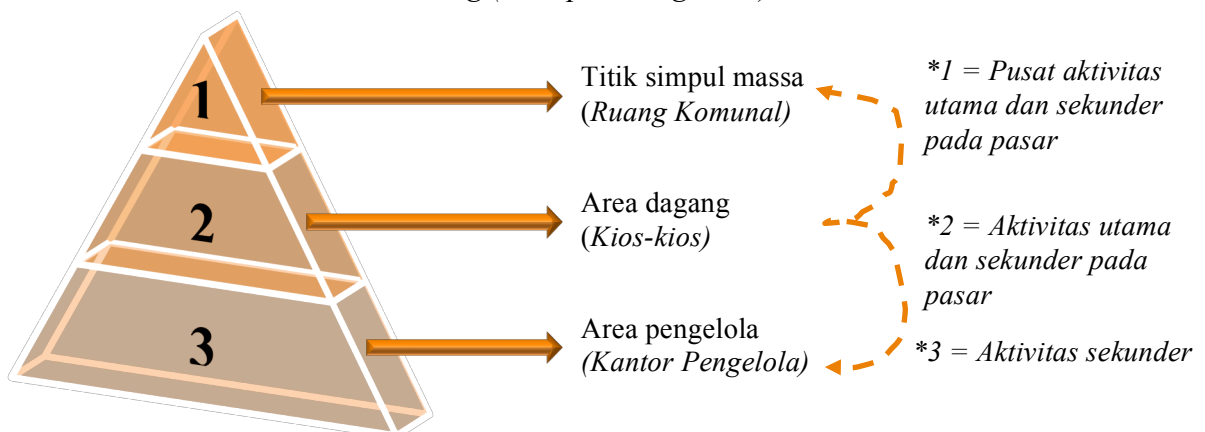 1
Titik simpul massa
(Ruang Komunal)
*1 = Pusat aktivitas
utama dan sekunder
pada pasar
2
Area dagang
(Kios-kios)
*2 = Aktivitas utama
dan sekunder pada
pasar
3
Area pengelola
(Kantor Pengelola)
*3 = Aktivitas sekunder